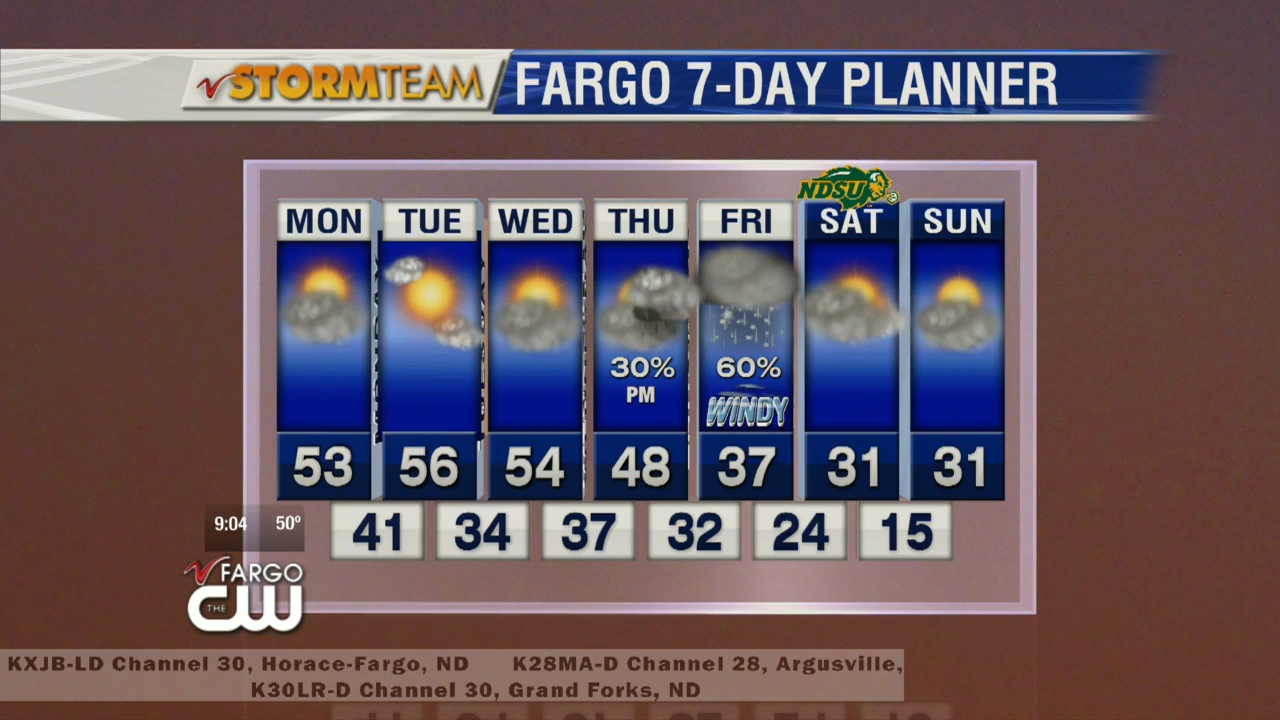 STORMTEAM FARGO 7-DAY PLANNER
NDSU
MON TUE WED THU FRI SAT SUN
30% 60%
PM WINDY
53 56 54 48 37 31 31
9:04 50° 41 34 37 32 24 15
FARGO
THE CW
KXJB-LD Channel 30, Horace-Fargo, ND K28MA-D Channel 28, Argusville,
K30LR-D Channel 30, Grand Forks, ND